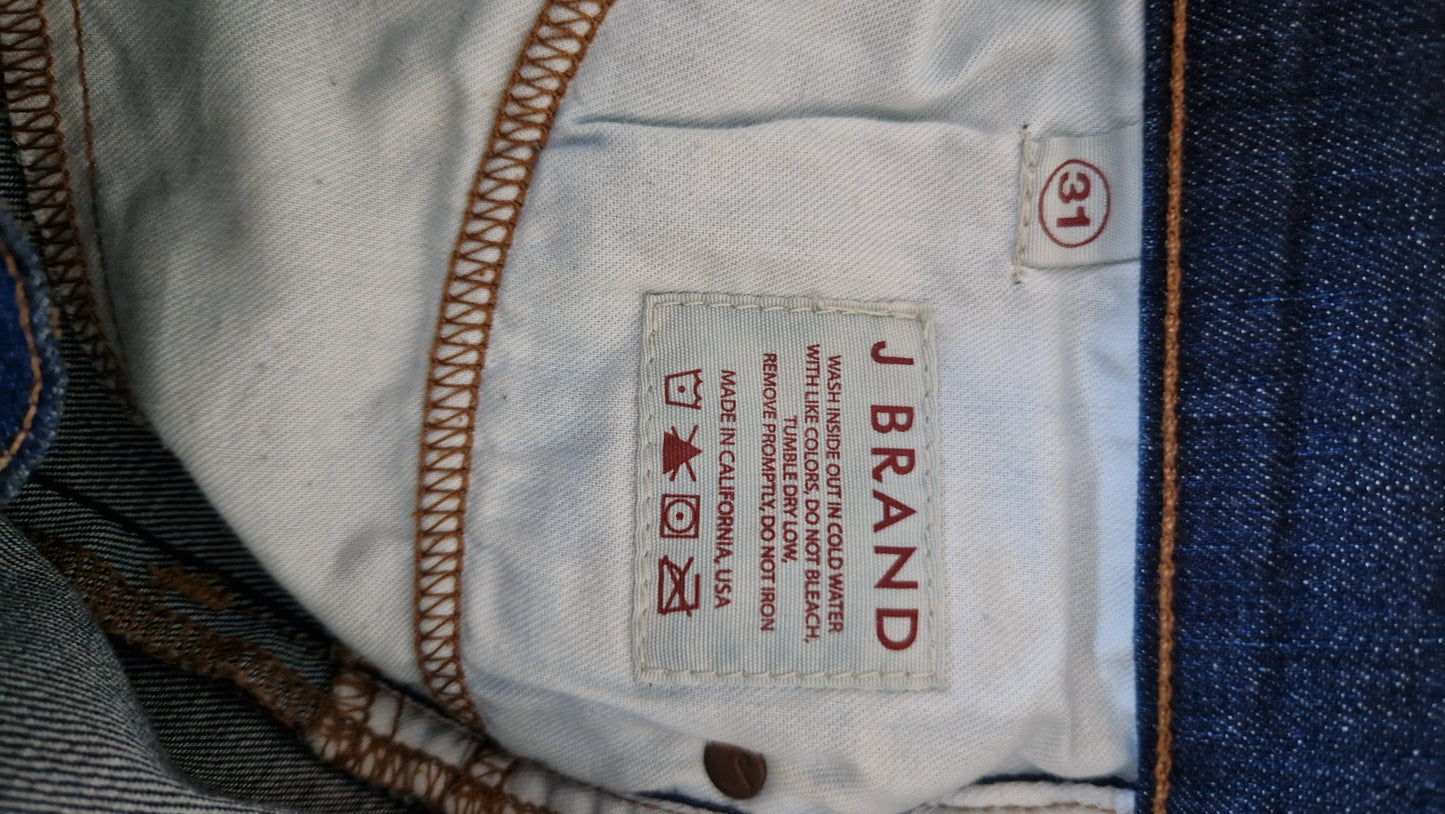 31
J BRAND
WASH INSIDE OUT IN COLD WATER
WITH LIKE COLORS, DO NOT BLEACH,
TUMBLE DRY LOW,
REMOVE PROMPTLY, DO NOT IRON
MADE IN CALIFORNIA, USA